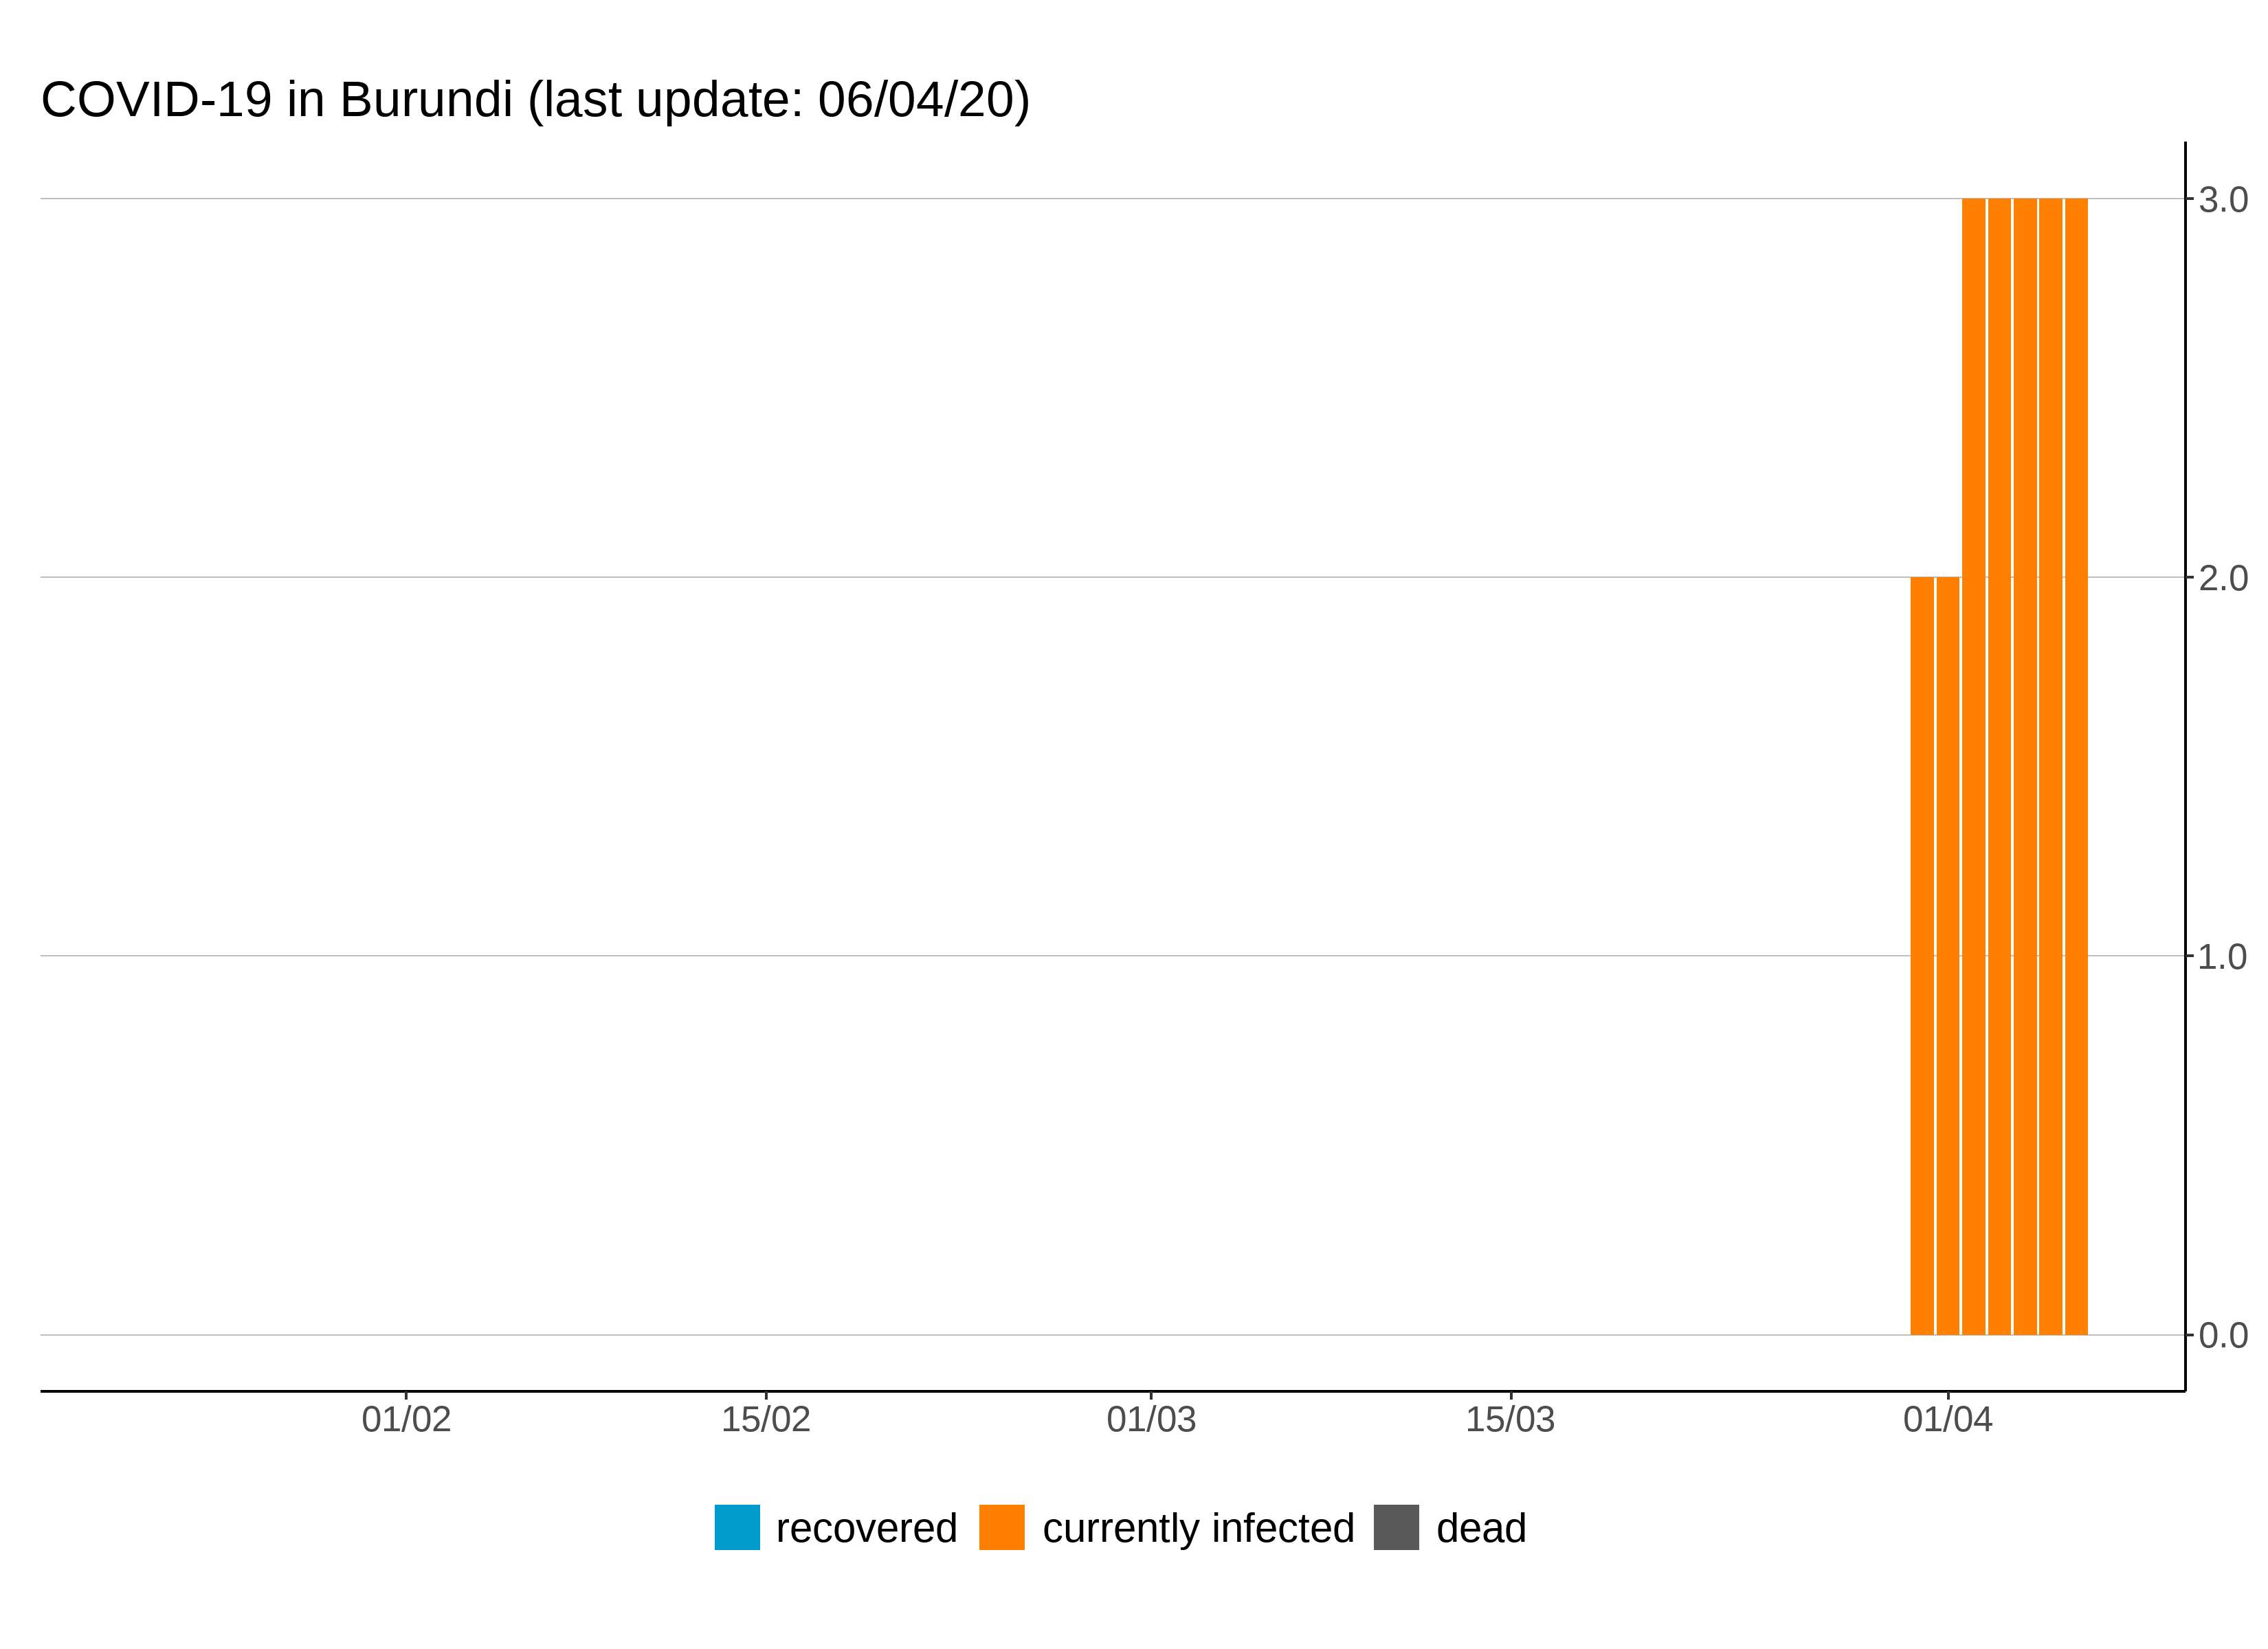 COVID-19 in Burundi (last update: 06/04/20)
3.0
2.0
1.0
0.0
01/02 15/02 01/03 15/03 01/04
recovered currently infected dead